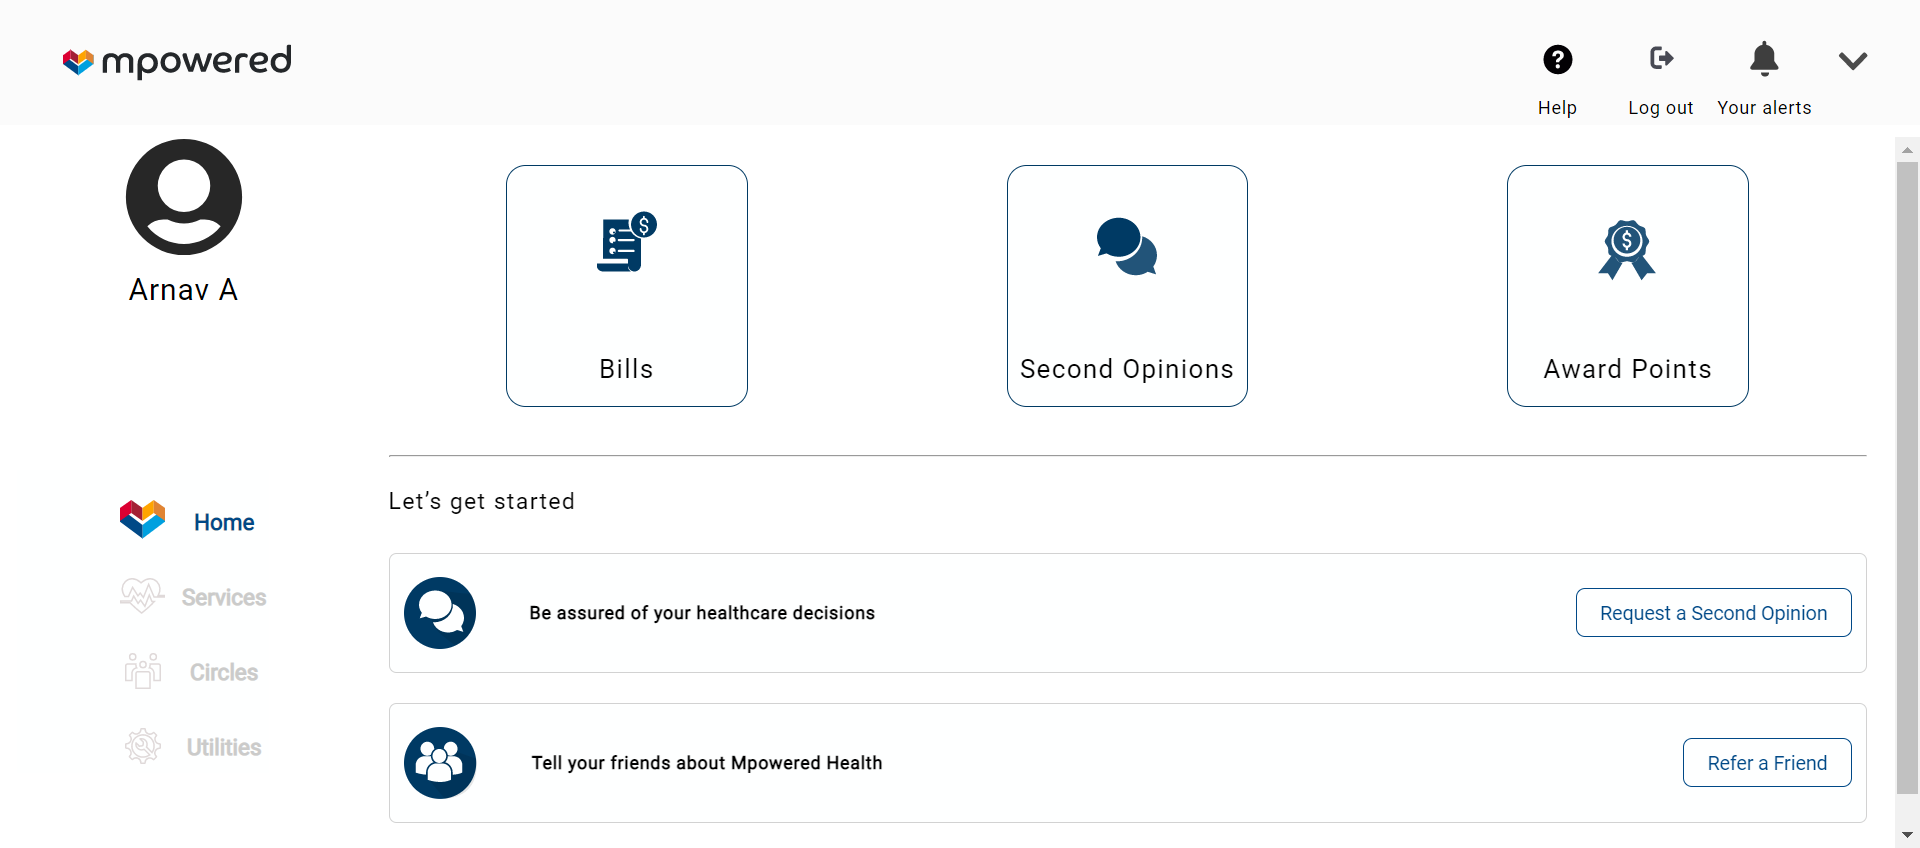 mpowered
Help
Log out
Your alerts
Arnav A
Bills
Second Opinions
Award Points
Let’s get started
Home
Services
Circles
Utilities
Be assured of your healthcare decisions
Request a Second Opinion
Tell your friends about Mpowered Health
Refer a Friend